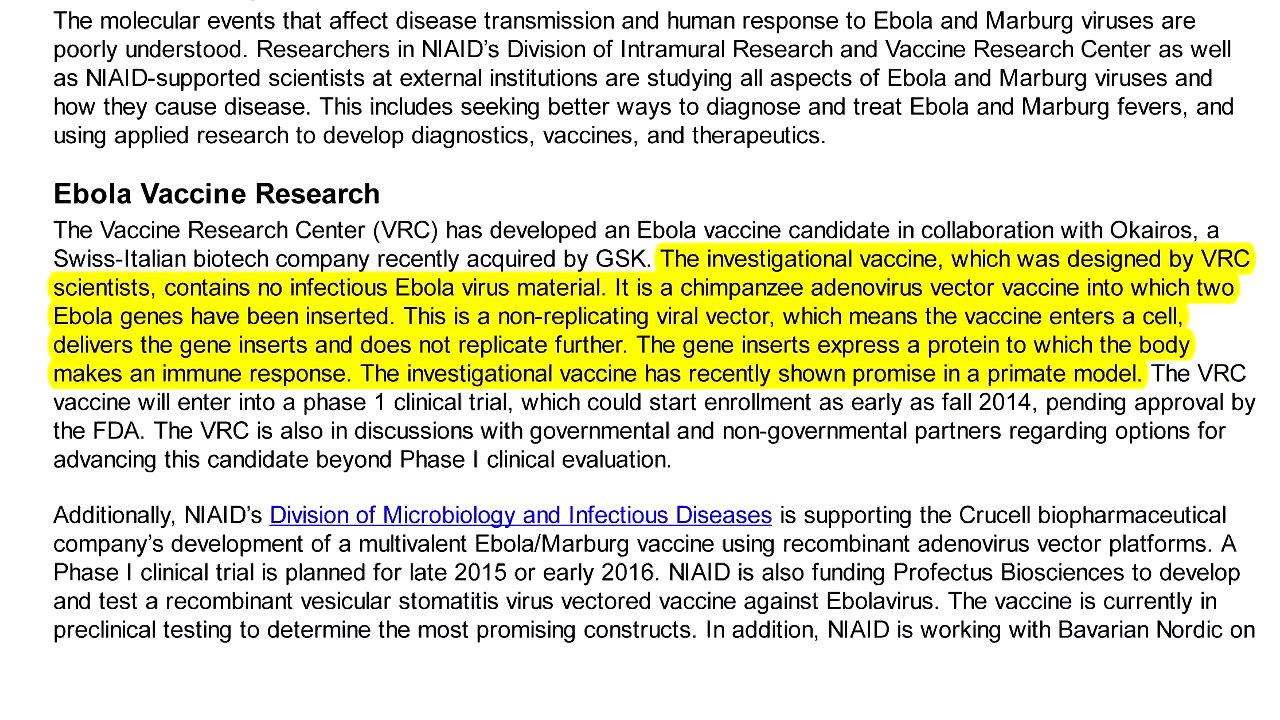 The molecular events that affect disease transmission and human response to Ebola and Marburg viruses are
poorly understood. Researchers in NIAID's Division of Intramural Research and Vaccine Research Center as well
as NIAID-supported scientists at external institutions are studying all aspects of Ebola and Marburg viruses and
how they cause disease. This includes seeking better ways to diagnose and treat Ebola and Marburg fevers, and
using applied research to develop diagnostics, vaccines, and therapeutics.
Ebola Vaccine Research
The Vaccine Research Center (VRC) has developed an Ebola vaccine candidate in collaboration with Okairos, a
Swiss-Italian biotech company recently acquired by GSK. The investigational vaccine, which was designed by VRC
scientists, contains no infectious Ebola virus material. It is a chimpanzee adenovirus vector vaccine into which two
Ebola genes have been inserted. This is a non-replicating viral vector, which means the vaccine enters a cell,
delivers the gene inserts and does not replicate further. The gene inserts express a protein to which the body
makes an immune response. The investigational vaccine has recently shown promise in a primate model. The VRC
vaccine will enter into a phase 1 clinical trial, which could start enrollment as early as fall 2014, pending approval by
the FDA. The VRC is also in discussions with governmental and non-governmental partners regarding options for
advancing this candidate beyond Phase I clinical evaluation.
Additionally, NIAID's Division of Microbiology and Infectious Diseases is supporting the Crucell biopharmaceutical
company's development of a multivalent Ebola/Marburg vaccine using recombinant adenovirus vector platforms. A
Phase I clinical trial is planned for late 2015 or early 2016. NIAID is also funding Profectus Biosciences to develop
and test a recombinant vesicular stomatitis virus vectored vaccine against Ebolavirus. The vaccine is currently in
preclinical testing to determine the most promising constructs. In addition, NIAID is working with Bavarian Nordic on